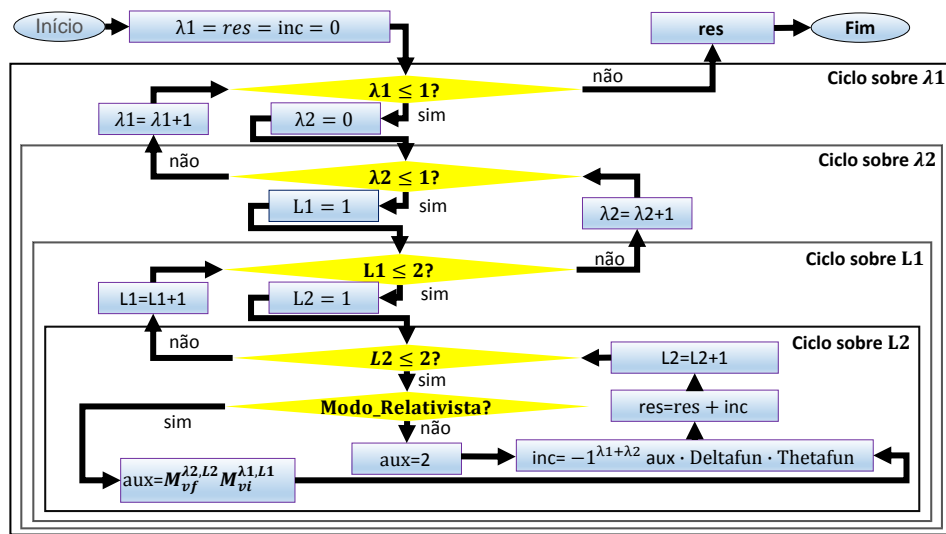 Início
λ1 = res = inc = 0
res
Fim
Ciclo sobre λ1
λ1 ≤ 1?
não
sim
λ1= λ1+1
λ2 = 0
Ciclo sobre λ2
não
λ2 ≤ 1?
sim
L1 = 1
λ2= λ2+1
Ciclo sobre L1
não
L1 ≤ 2?
sim
L1=L1+1
L2 = 1
Ciclo sobre L2
não
L2 ≤ 2?
sim
L2=L2+1
Modo_Relativista?
sim
não
res=res + inc
aux=2
inc= −1^{λ1+λ2} aux · Deltafun · Thetafun
aux=M_{vf}^{λ2,L2} M_{vi}^{λ1,L1}